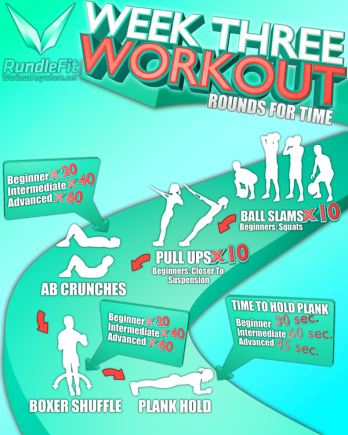 WEEK THREE
WORKOUT
RundleFit
WorkoutAnywhere.net
ROUNDS FOR TIME
Beginner x20
Intermediate x40
Advanced x60
BALL SLAMS x10
Beginners: Squats
PULL UPS x10
Beginners: Closer To
Suspension
AB CRUNCHES
Beginner x20
Intermediate x40
Advanced x60
TIME TO HOLD PLANK
Beginner 30 sec.
Intermediate 60 sec.
Advanced 45 sec.
BOXER SHUFFLE
PLANK HOLD